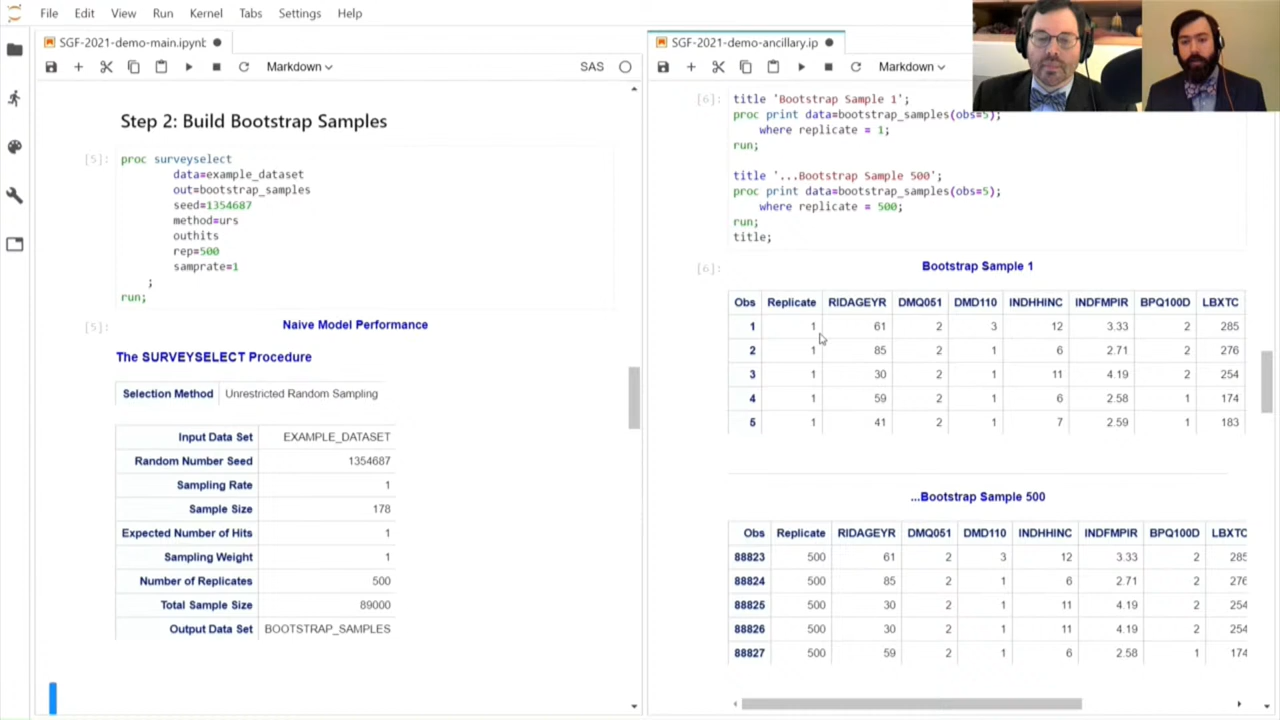 File Edit View Run Kernel Tabs Settings Help
SGF-2021-demo-main.ipynb
Markdown
SAS
Step 2: Build Bootstrap Samples
[5]:
proc surveyselect
data=example_dataset
out=bootstrap_samples
seed=1354687
method=urs
outhits
rep=500
samprate=1
;
run;
[5]:
Naive Model Performance
The SURVEYSELECT Procedure
Selection Method Unrestricted Random Sampling
Input Data Set EXAMPLE_DATASET
Random Number Seed 1354687
Sampling Rate 1
Sample Size 178
Expected Number of Hits 1
Sampling Weight 1
Number of Replicates 500
Total Sample Size 89000
Output Data Set BOOTSTRAP_SAMPLES
SGF-2021-demo-ancillary.ip
Markdown
[6]:
title 'Bootstrap Sample 1';
proc print data=bootstrap_samples(obs=5);
where replicate = 1;
run;
title '...Bootstrap Sample 500';
proc print data=bootstrap_samples(obs=5);
where replicate = 500;
run;
title;
[6]:
Bootstrap Sample 1
Obs Replicate RIDAGEYR DMQ051 DMD110 INDHHINC INDFMPIR BPQ100D LBXTC
1 1 61 2 3 12 3.33 2 285
2 1 85 2 1 6 2.71 2 276
3 1 30 2 1 11 4.19 2 254
4 1 59 2 1 6 2.58 1 174
5 1 41 2 1 7 2.59 1 183
...Bootstrap Sample 500
Obs Replicate RIDAGEYR DMQ051 DMD110 INDHHINC INDFMPIR BPQ100D LBXTC
88823 500 61 2 3 12 3.33 2 285
88824 500 85 2 1 6 2.71 2 276
88825 500 30 2 1 11 4.19 2 254
88826 500 30 2 1 11 4.19 2 254
88827 500 59 2 1 6 2.58 1 174